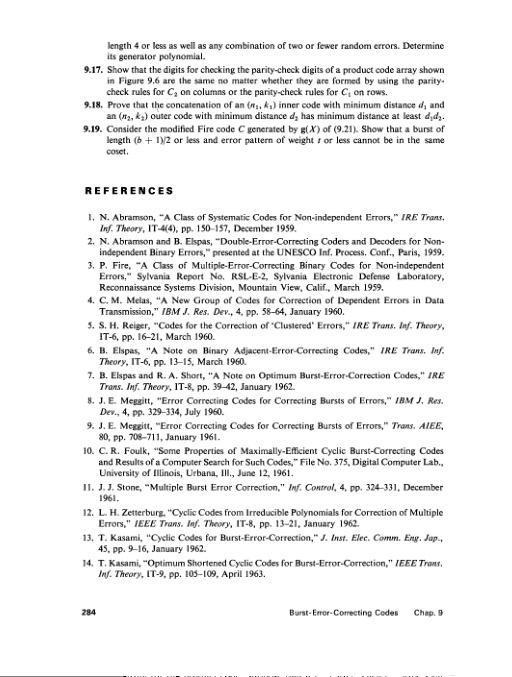 length 4 or less as well as any combination of two or fewer random errors. Determine
its generator polynomial.
9.17. Show that the digits for checking the parity-check digits of a product code array shown
in Figure 9.6 are the same no matter whether they are formed by using the parity-
check rules for C₂ on columns or the parity-check rules for C₁ on rows.
9.18. Prove that the concatenation of an (n₁, k₁) inner code with minimum distance d₁ and
an (n₂, k₂) outer code with minimum distance d₂ has minimum distance at least d₁d₂.
9.19. Consider the modified Fire code C generated by g(X) of (9.21). Show that a burst of
length (b + 1)/2 or less and error pattern of weight t or less cannot be in the same
coset.
REFERENCES
1. N. Abramson, "A Class of Systematic Codes for Non-independent Errors," IRE Trans.
Inf. Theory, IT-4(4), pp. 150–157, December 1959.
2. N. Abramson and B. Elspas, "Double-Error-Correcting Coders and Decoders for Non-
independent Binary Errors," presented at the UNESCO Inf. Process. Conf., Paris, 1959.
3. P. Fire, "A Class of Multiple-Error-Correcting Binary Codes for Non-independent
Errors," Sylvania Report No. RSL-E-2, Sylvania Electronic Defense Laboratory,
Reconnaissance Systems Division, Mountain View, Calif., March 1959.
4. C. M. Melas, "A New Group of Codes for Correction of Dependent Errors in Data
Transmission," IBM J. Res. Dev., 4, pp. 58–64, January 1960.
5. S. H. Reiger, "Codes for the Correction of 'Clustered' Errors," IRE Trans. Inf. Theory,
IT-6, pp. 16–21, March 1960.
6. B. Elspas, "A Note on Binary Adjacent-Error-Correcting Codes," IRE Trans. Inf.
Theory, IT-6, pp. 13–15, March 1960.
7. B. Elspas and R. A. Short, "A Note on Optimum Burst-Error-Correction Codes," IRE
Trans. Inf. Theory, IT-8, pp. 39–42, January 1962.
8. J. E. Meggitt, "Error Correcting Codes for Correcting Bursts of Errors," IBM J. Res.
Dev., 4, pp. 329–334, July 1960.
9. J. E. Meggitt, "Error Correcting Codes for Correcting Bursts of Errors," Trans. AIEE,
80, pp. 708–711, January 1961.
10. C. R. Foulk, "Some Properties of Maximally-Efficient Cyclic Burst-Correcting Codes
and Results of a Computer Search for Such Codes," File No. 375, Digital Computer Lab.,
University of Illinois, Urbana, Ill., June 12, 1961.
11. J. J. Stone, "Multiple Burst Error Correction," Inf. Control, 4, pp. 324–331, December
1961.
12. L. H. Zetterburg, "Cyclic Codes from Irreducible Polynomials for Correction of Multiple
Errors," IEEE Trans. Inf. Theory, IT-8, pp. 13–21, January 1962.
13. T. Kasami, "Cyclic Codes for Burst-Error-Correction," J. Inst. Elec. Comm. Eng. Jap.,
45, pp. 9–16, January 1962.
14. T. Kasami, "Optimum Shortened Cyclic Codes for Burst-Error-Correction," IEEE Trans.
Inf. Theory, IT-9, pp. 105–109, April 1963.
284 Burst-Error-Correcting Codes Chap. 9